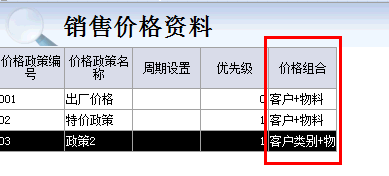 销售价格资料
价格政策编号 价格政策名称 周期设置 优先级 价格组合
001 出厂价格 0 客户+物料
02 特价政策 1 客户+物料
03 政策2 1 客户类别+物